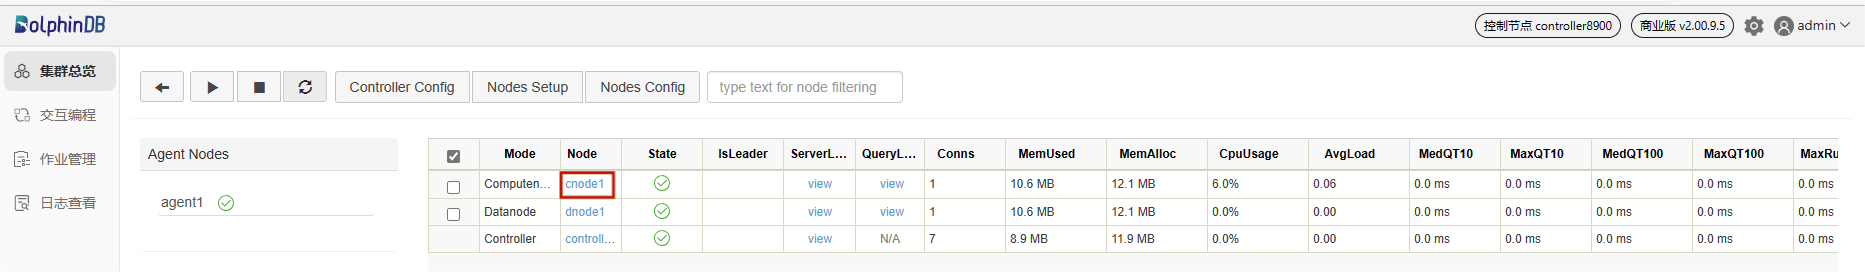 DolphinDB
控制节点 controller8900 商业版 v2.00.9.5 admin
集群总览
交互编程
作业管理
日志查看
Controller Config Nodes Setup Nodes Config type text for node filtering
Agent Nodes
agent1
Mode Node State IsLeader ServerL... QueryL... Conns MemUsed MemAlloc CpuUsage AvgLoad MedQT10 MaxQT10 MedQT100 MaxQT100 MaxRu
Computen... cnode1 view view 1 10.6 MB 12.1 MB 6.0% 0.06 0.0 ms 0.0 ms 0.0 ms 0.0 ms 0.0 ms
Datanode dnode1 view view 1 10.6 MB 12.1 MB 0.0% 0.00 0.0 ms 0.0 ms 0.0 ms 0.0 ms 0.0 ms
Controller controll... view N/A 7 8.9 MB 11.9 MB 0.0% 0.00 0.0 ms 0.0 ms 0.0 ms 0.0 ms 0.0 ms